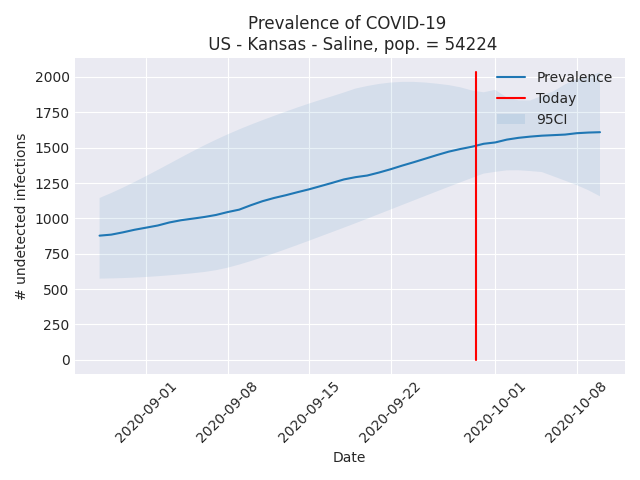 Prevalence of COVID-19
US - Kansas - Saline, pop. = 54224
# undetected infections
2000
1750
1500
1250
1000
750
500
250
0
Prevalence
Today
95CI
2020-09-01
2020-09-08
2020-09-15
2020-09-22
2020-10-01
2020-10-08
Date